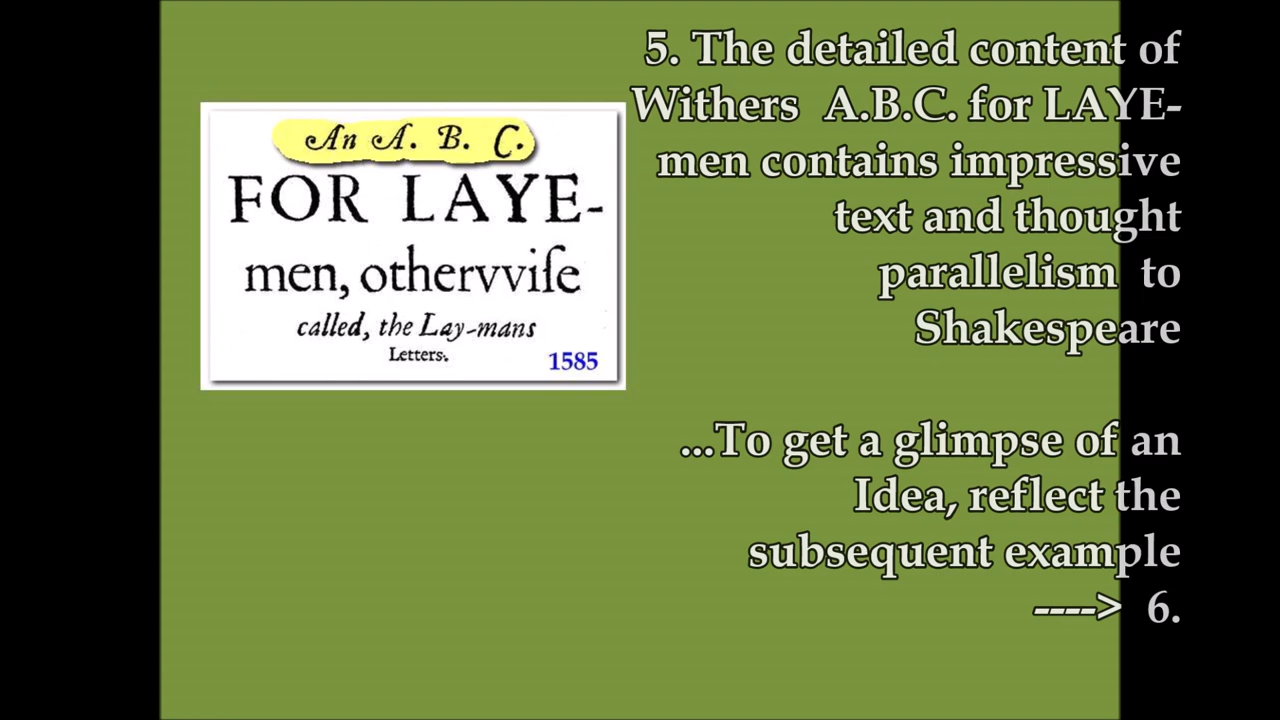 An A. B. C.
FOR LAYE-
men, othervviſe
called, the Lay-mans
Letters.
1585
5. The detailed content of
Withers A.B.C. for LAYE-
men contains impressive
text and thought
parallelism to
Shakespeare
...To get a glimpse of an
Idea, reflect the
subsequent example
----> 6.